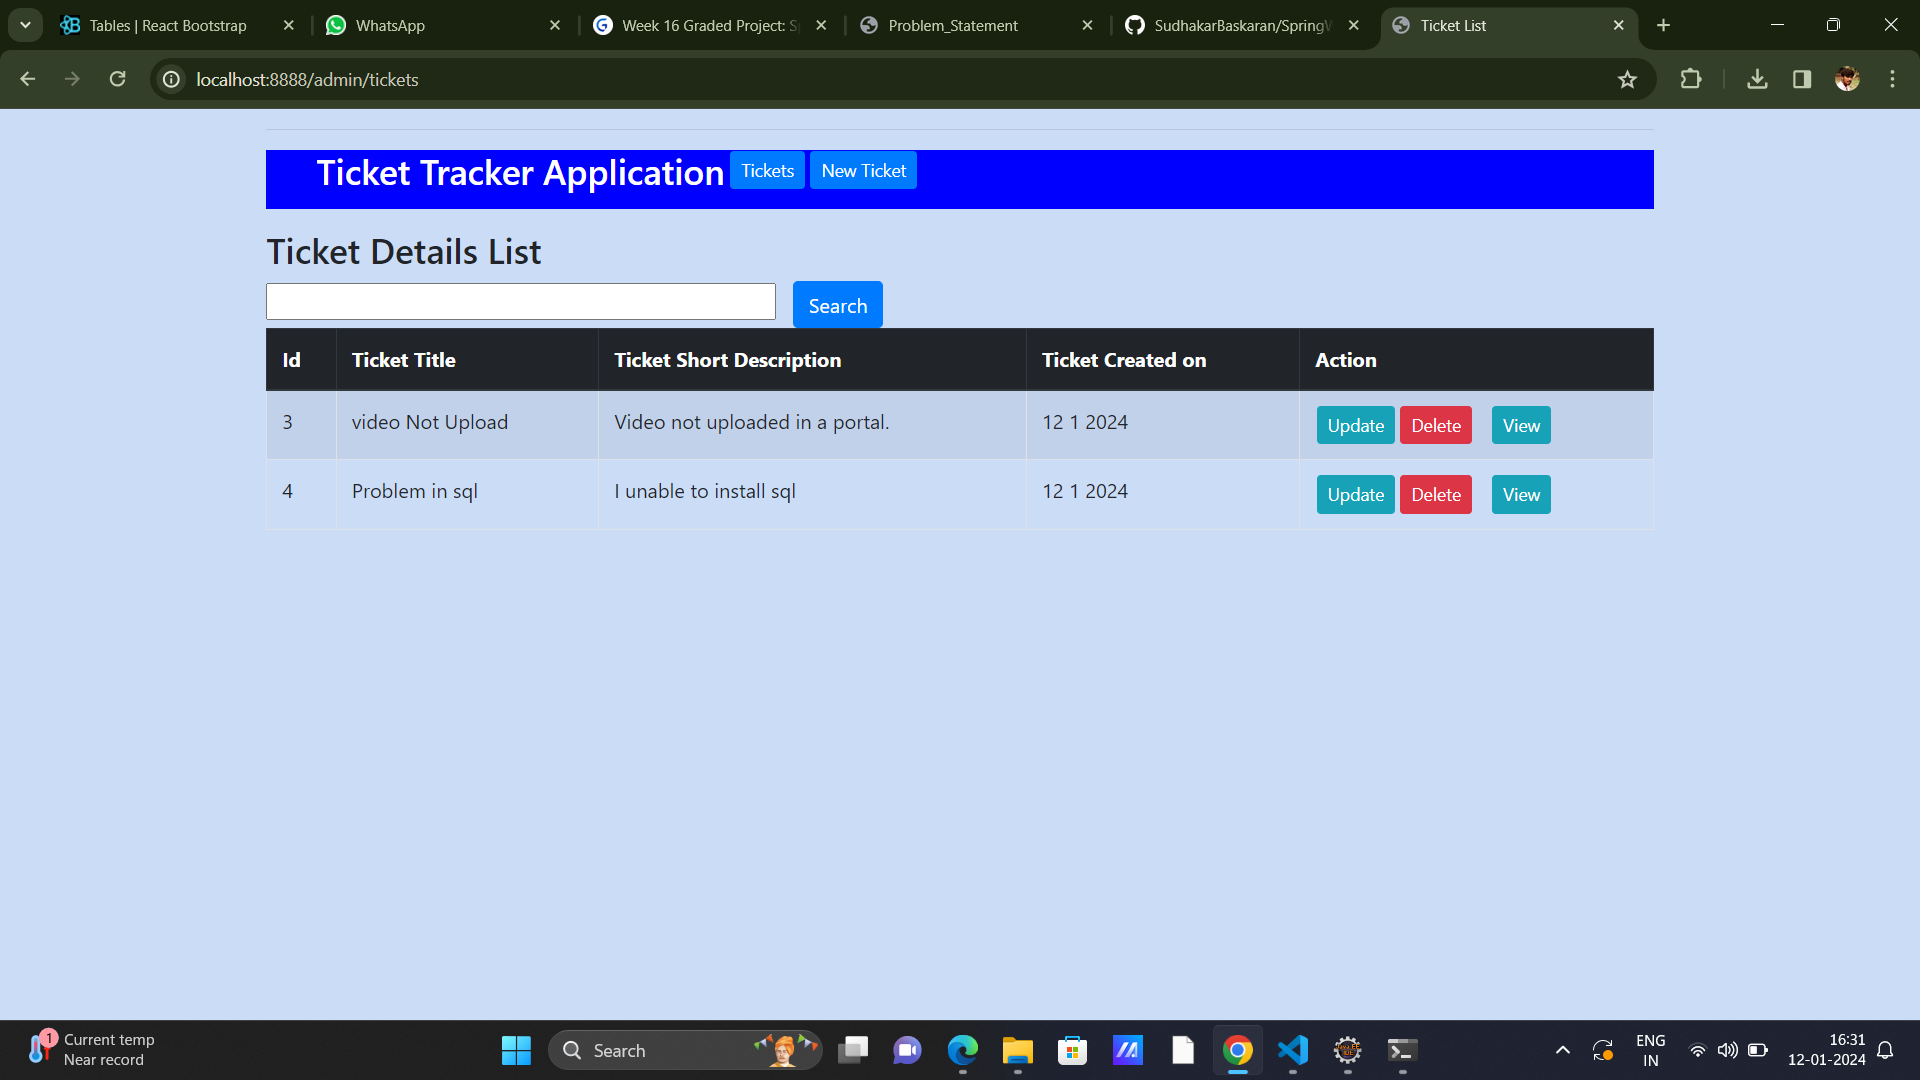 Tables | React Bootstrap
WhatsApp
Week 16 Graded Project: S
Problem_Statement
SudhakarBaskaran/SpringW
Ticket List
localhost:8888/admin/tickets
Ticket Tracker Application Tickets New Ticket
Ticket Details List
Search
Id Ticket Title Ticket Short Description Ticket Created on Action
3 video Not Upload Video not uploaded in a portal. 12 1 2024 Update Delete View
4 Problem in sql I unable to install sql 12 1 2024 Update Delete View
1 Current temp
Near record
Search
ENG
IN
16:31
12-01-2024